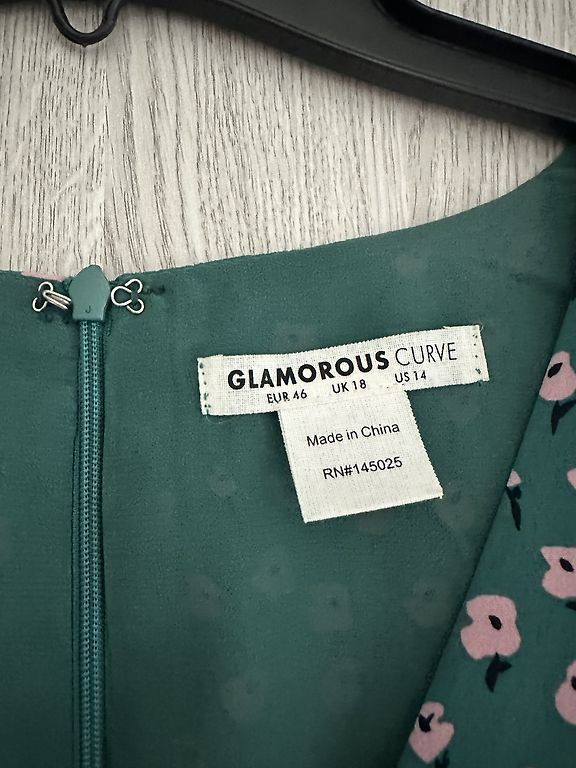 GLAMOROUS CURVE
EUR 46 UK 18 US 14
Made in China
RN#145025